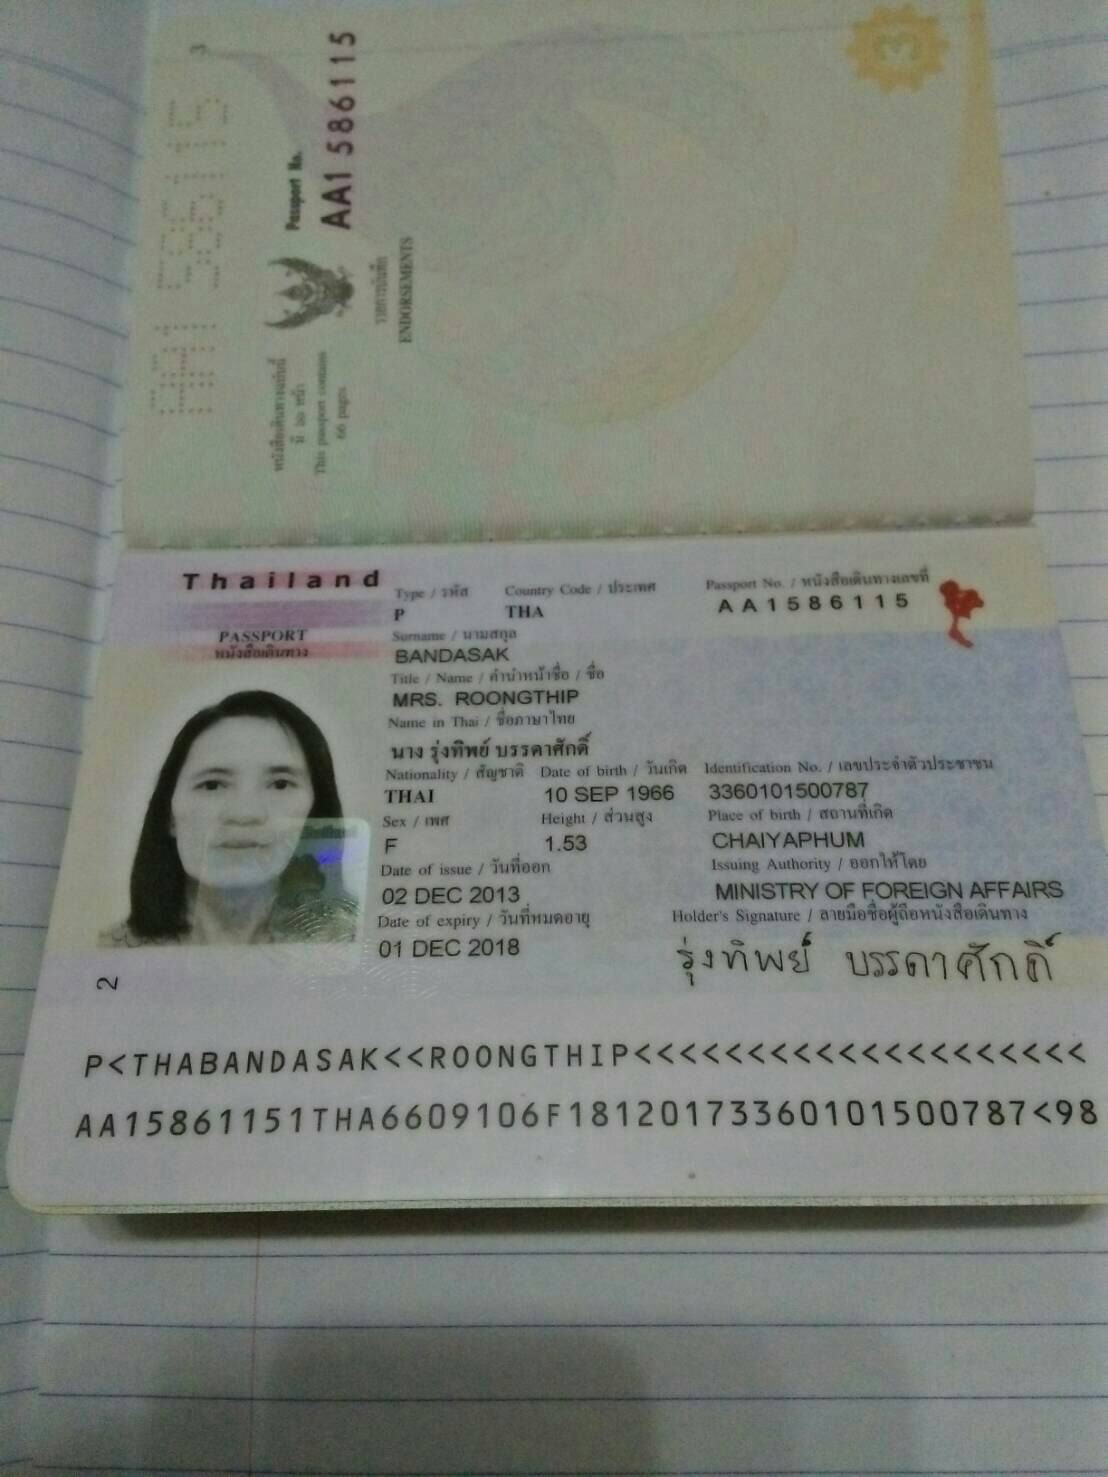 3
AA1586115
Passport No.
AA1586115
รายการบันทึก
ENDORSEMENTS
หนังสือเดินทางฉบับนี้
มี ๖๖ หน้า
This passport contains
66 pages
3
Thailand
PASSPORT
หนังสือเดินทาง
Type / รหัส Country Code / ประเทศ Passport No. / หนังสือเดินทางเลขที่
P THA AA1586115
Surname / นามสกุล
BANDASAK
Title / Name / คำนำหน้าชื่อ / ชื่อ
MRS. ROONGTHIP
Name in Thai / ชื่อภาษาไทย
นาง รุ่งทิพย์ บรรดาศักดิ์
Nationality / สัญชาติ Date of birth / วันเกิด Identification No. / เลขประจำตัวประชาชน
THAI 10 SEP 1966 3360101500787
Sex / เพศ Height / ส่วนสูง Place of birth / สถานที่เกิด
F 1.53 CHAIYAPHUM
Date of issue / วันที่ออก Issuing Authority / ออกให้โดย
02 DEC 2013 MINISTRY OF FOREIGN AFFAIRS
Date of expiry / วันที่หมดอายุ Holder's Signature / ลายมือชื่อผู้ถือหนังสือเดินทาง
01 DEC 2018 รุ่งทิพย์ บรรดาศักดิ์
2
P<THABANDASAK<<ROONGTHIP<<<<<<<<<<<<<<<<<<<<
AA15861151THA6609106F18120173360101500787<98